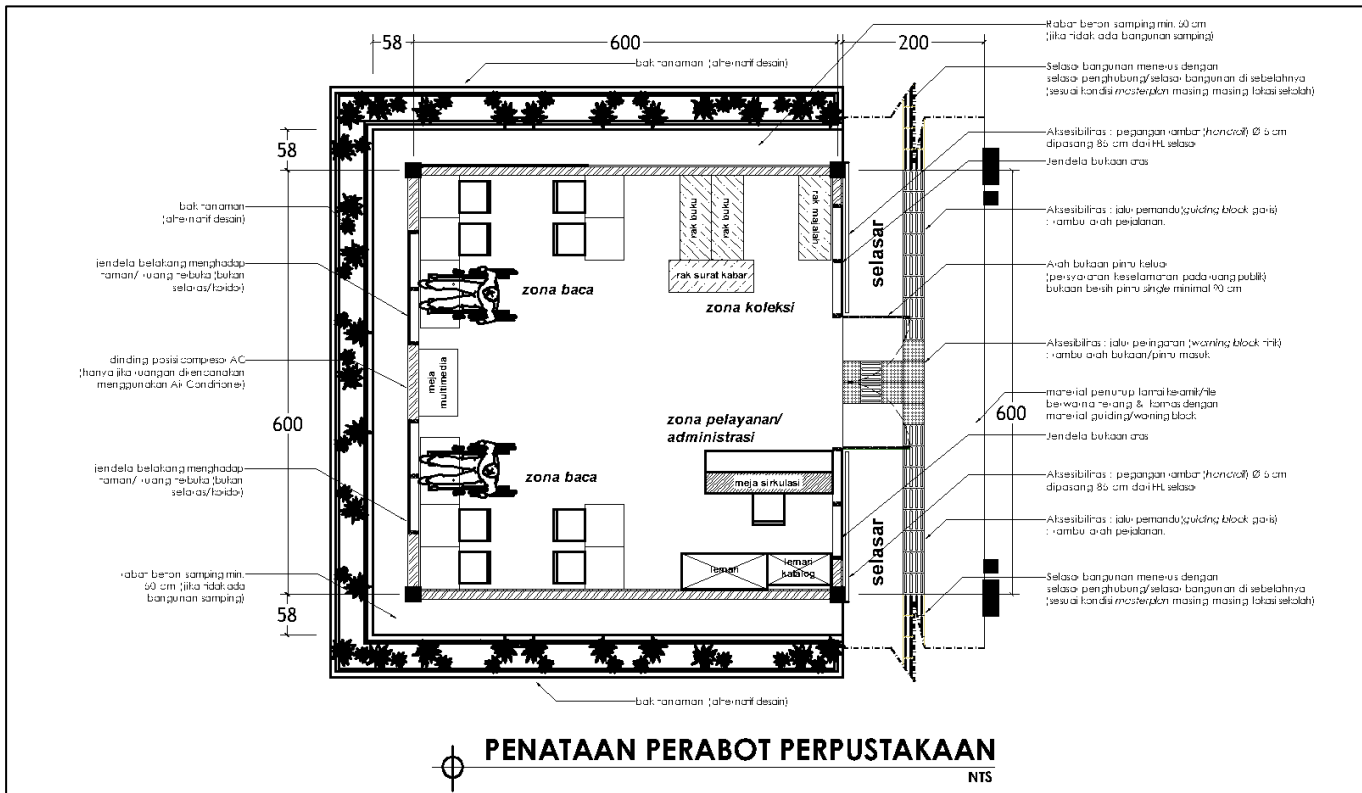 58
600
200
bak tanaman (alternatif desain)
Rabat beton samping min. 60 cm
(jika tidak ada bangunan samping)
Selasar bangunan menerus dengan
selasar penghubung/selasar bangunan di sebelahnya
(sesuai kondisi masterplan masing masing lokasi sekolah)
58
Aksesibilitas : pegangan rambat (handrail) Ø 5 cm
dipasang 85 cm dari FFL selasar
Jendela bukaan atas
bak tanaman
(alternatif desain)
rak buku
rak buku
rak majalah
selasar
Aksesibilitas : jalur pemandu(guiding block garis)
: rambu arah perjalanan.
jendela belakang menghadap
taman/ ruang terbuka (bukan
selaras/koridor)
rak surat kabar
zona baca
zona koleksi
Arah bukaan pintu keluar
(persyaratan keselamatan pada ruang publik)
bukaan bersih pintu single minimal 90 cm
dinding posisi compresor AC
(hanya jika ruangan direncanakan
menggunakan Air Conditioner)
meja
multimedia
Aksesibilitas : jalur peringatan (warning block titik)
: rambu arah bukaan/pintu masuk
material penutup lantai keramik/tile
berwarna terang & kontras dengan
material guiding/warning block
600
600
zona pelayanan/
administrasi
Jendela bukaan atas
jendela belakang menghadap
taman/ ruang terbuka (bukan
selaras/koridor)
zona baca
meja sirkulasi
Aksesibilitas : pegangan rambat (handrail) Ø 5 cm
dipasang 85 cm dari FFL selasar
selasar
Aksesibilitas : jalur pemandu(guiding block garis)
: rambu arah perjalanan.
rabat beton samping min.
60 cm (jika tidak ada
bangunan samping)
lemari
lemari
katalog
Selasar bangunan menerus dengan
selasar penghubung/selasar bangunan di sebelahnya
(sesuai kondisi masterplan masing masing lokasi sekolah)
58
bak tanaman (alternatif desain)
PENATAAN PERABOT PERPUSTAKAAN
NTS